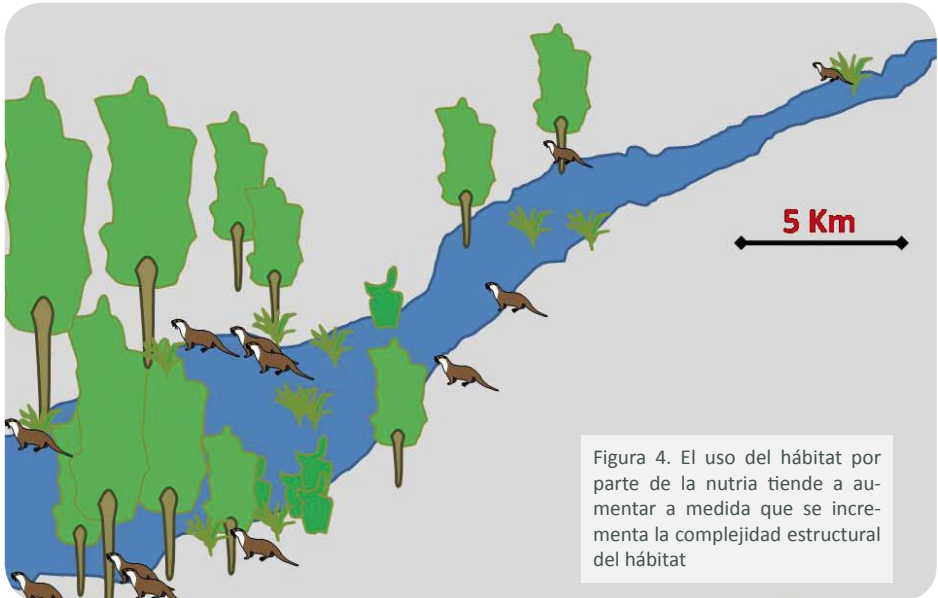 5 Km
Figura 4. El uso del hábitat por
parte de la nutria tiende a au-
mentar a medida que se incre-
menta la complejidad estructural
del hábitat